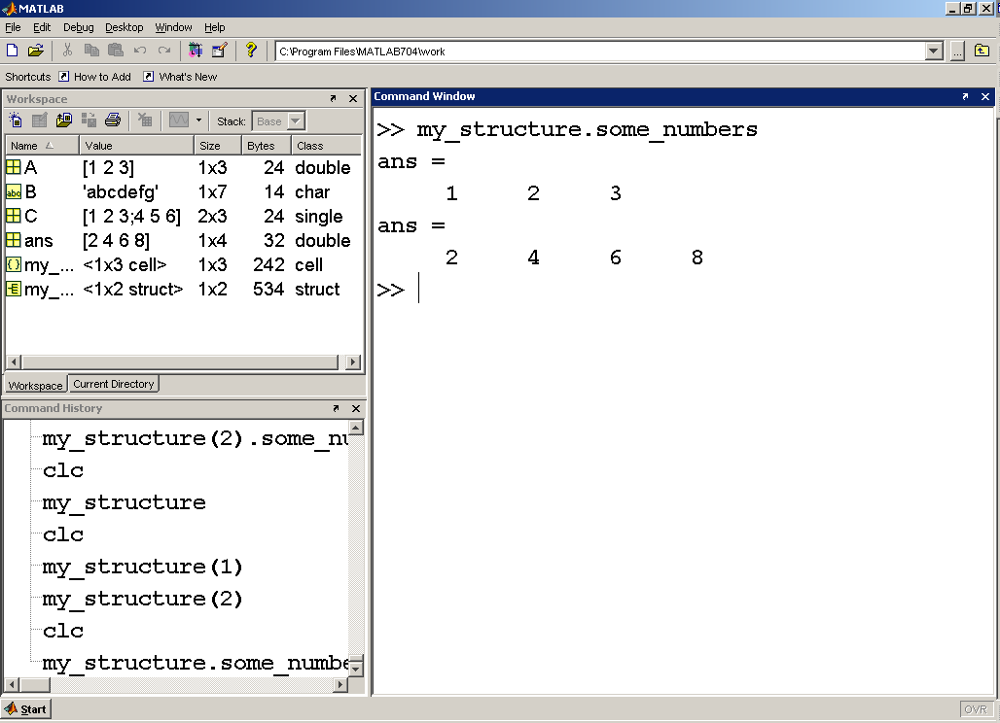 MATLAB
File Edit Debug Desktop Window Help
C:\Program Files\MATLAB704\work ...
Shortcuts How to Add What's New
Workspace
Stack: Base
Name Value Size Bytes Class
A [1 2 3] 1x3 24 double
abc B 'abcdefg' 1x7 14 char
C [1 2 3;4 5 6] 2x3 24 single
ans [2 4 6 8] 1x4 32 double
{} my_... <1x3 cell> 1x3 242 cell
my_... <1x2 struct> 1x2 534 struct
Workspace Current Directory
Command History
my_structure(2).some_nu
clc
my_structure
clc
my_structure(1)
my_structure(2)
clc
my_structure.some_numbe
Command Window
>> my_structure.some_numbers
ans =
1 2 3
ans =
2 4 6 8
>>
Start
OVR